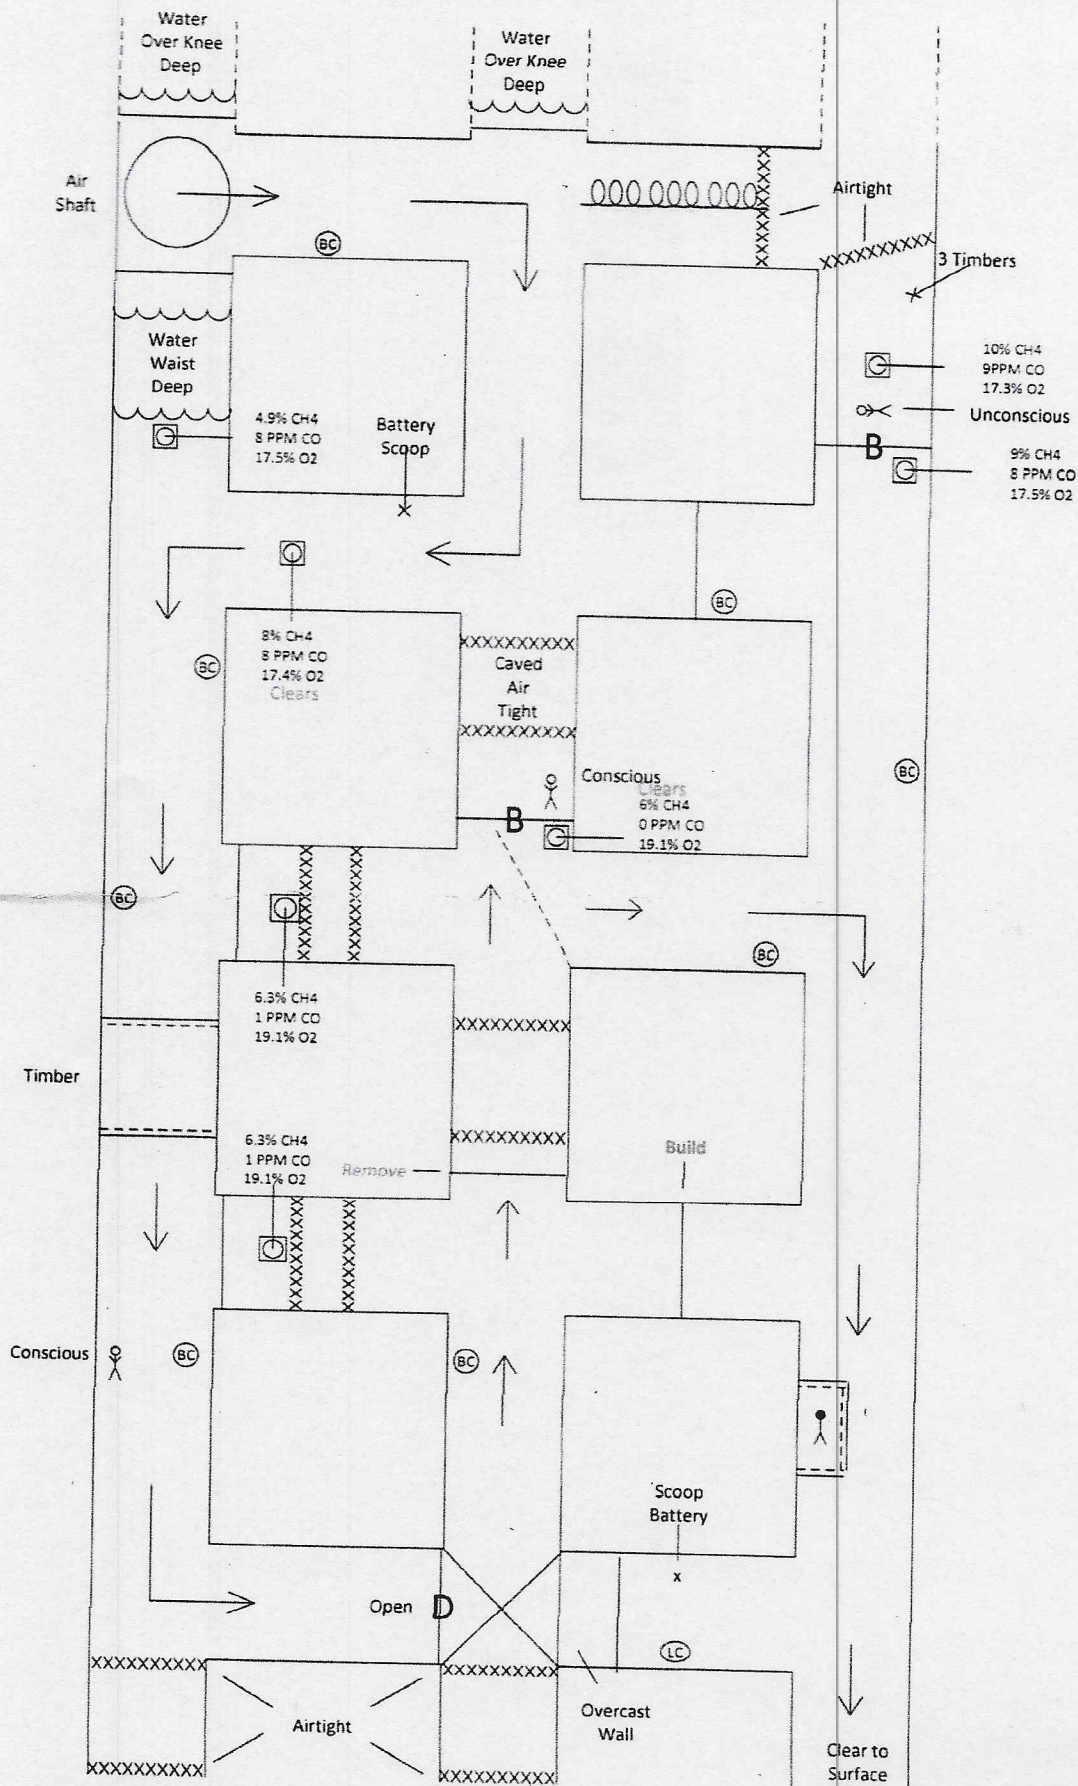 Water
Over Knee
Deep
Water
Over Knee
Deep
Air
Shaft
Airtight
BC
3 Timbers
Water
Waist
Deep
10% CH4
9PPM CO
17.3% O2
Unconscious
4.9% CH4
8 PPM CO
17.5% O2
Battery
Scoop
B
9% CH4
8 PPM CO
17.5% O2
BC
8% CH4
8 PPM CO
17.4% O2
Clears
BC
Caved
Air
Tight
BC
Conscious
Clears
6% CH4
0 PPM CO
19.1% O2
B
BC
BC
6.3% CH4
1 PPM CO
19.1% O2
Timber
6.3% CH4
1 PPM CO
19.1% O2
Remove
Build
Conscious
BC
BC
Scoop
Battery
x
Open
D
LC
Airtight
Overcast
Wall
Clear to
Surface